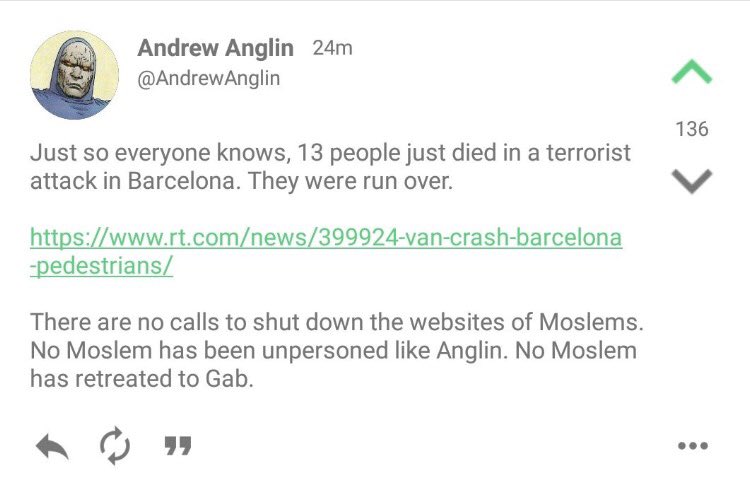 Andrew Anglin 24m
@AndrewAnglin
136
Just so everyone knows, 13 people just died in a terrorist
attack in Barcelona. They were run over.
https://www.rt.com/news/399924-van-crash-barcelona
-pedestrians/
There are no calls to shut down the websites of Moslems.
No Moslem has been unpersoned like Anglin. No Moslem
has retreated to Gab.